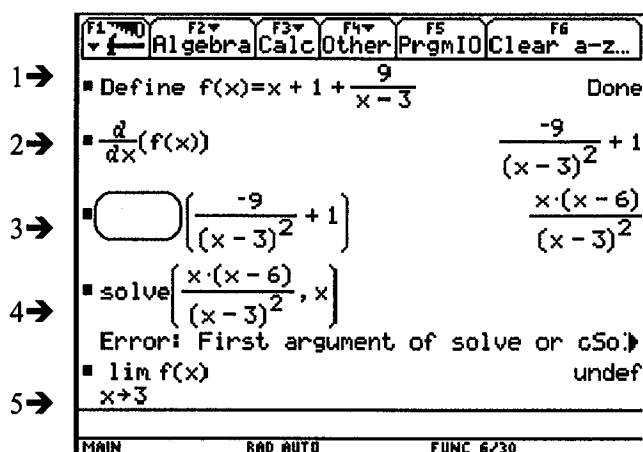 F1 F2 F3 F4 F5 F6
Algebra Calc Other PrgmIO Clear a-z…
1→ ▪ Define f(x)=x + 1 + 9/(x - 3) Done
2→ ▪ d/dx(f(x)) -9/(x - 3)² + 1
3→ ▪ (-9/(x - 3)² + 1) x·(x - 6)/(x - 3)²
4→ ▪ solve(x·(x - 6)/(x - 3)², x)
Error: First argument of solve or cSol▸
5→ ▪ lim x→3 f(x) undef
MAIN RAD AUTO FUNC 6/30